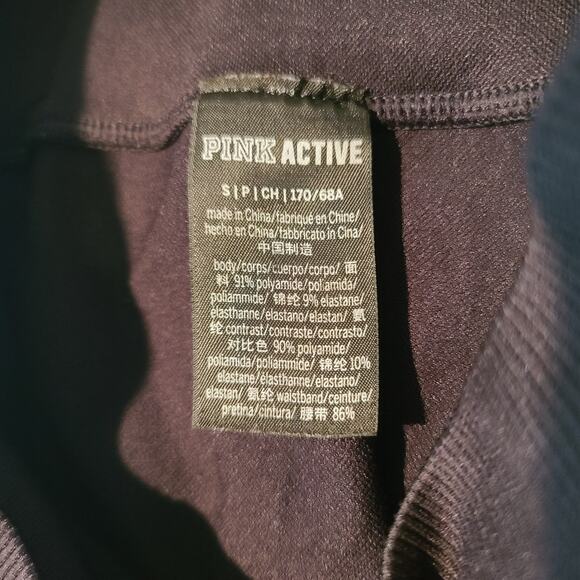 PINK ACTIVE
S | P | CH | 170/68A
made in China/fabriqué en Chine/
hecho en China/fabbricato in Cina/
中国制造
body/corps/cuerpo/corpo/ 面
料 91% polyamide/poliamida/
poliammide/ 锦纶 9% elastane/
elasthanne/elastano/elastan/ 氨
纶 contrast/contraste/contrasto/
对比色 90% polyamide/
poliamida/poliammide/ 锦纶 10%
elastane/elasthanne/elastano/
elastan/ 氨纶 waistband/ceinture/
pretina/cintura/ 腰带 86%